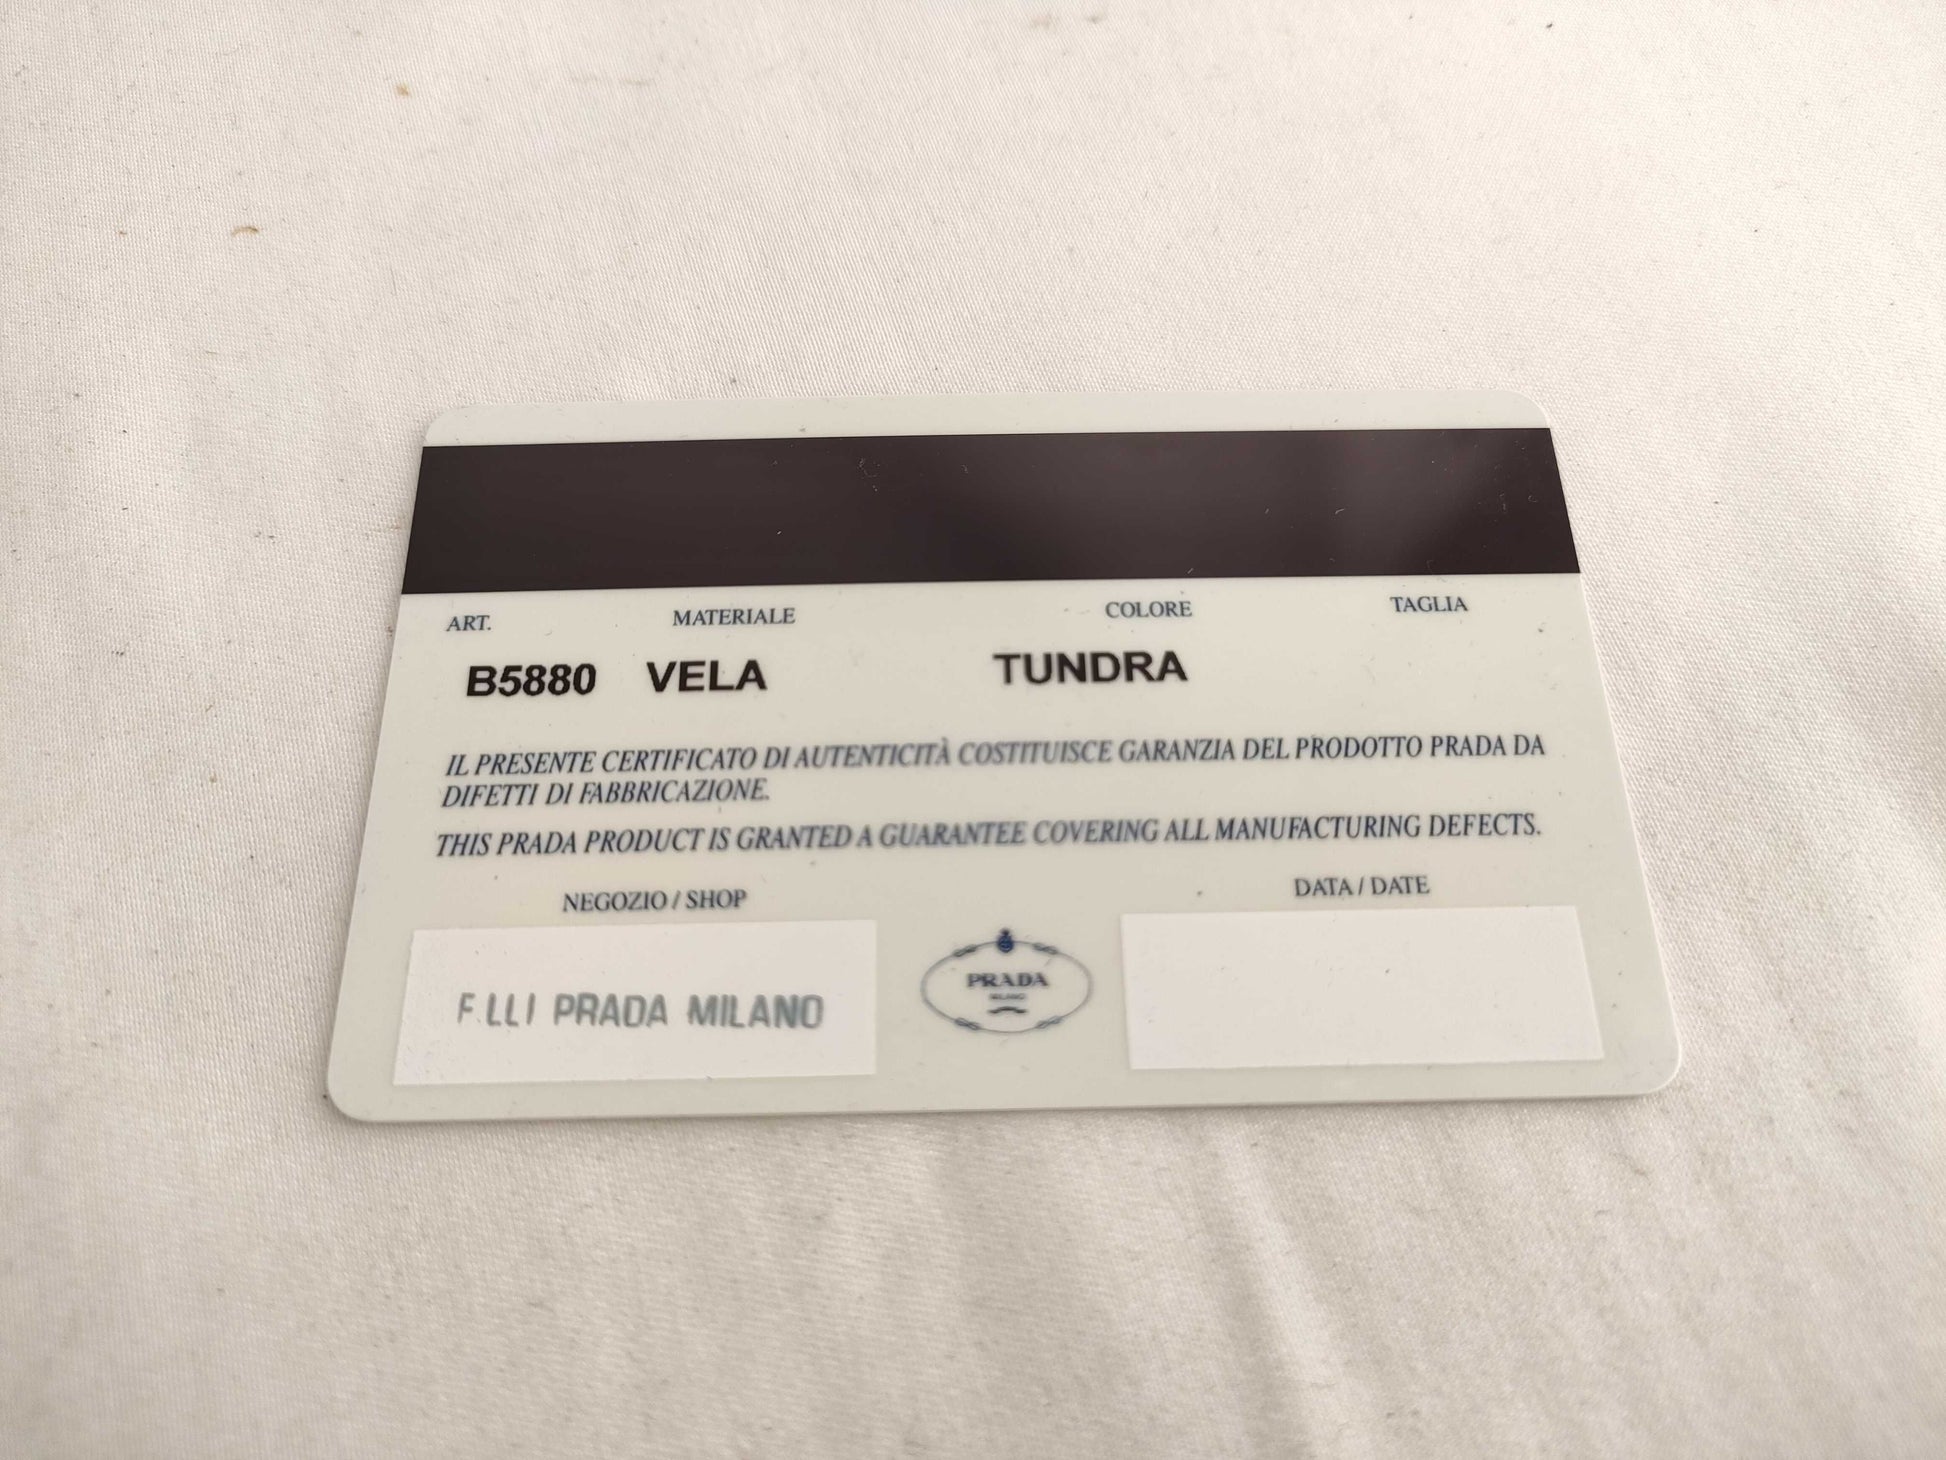 ART. MATERIALE COLORE TAGLIA
B5880 VELA TUNDRA
IL PRESENTE CERTIFICATO DI AUTENTICITÀ COSTITUISCE GARANZIA DEL PRODOTTO PRADA DA
DIFETTI DI FABBRICAZIONE.
THIS PRADA PRODUCT IS GRANTED A GUARANTEE COVERING ALL MANUFACTURING DEFECTS.
NEGOZIO / SHOP
DATA / DATE
F.LLI PRADA MILANO
PRADA
MILANO